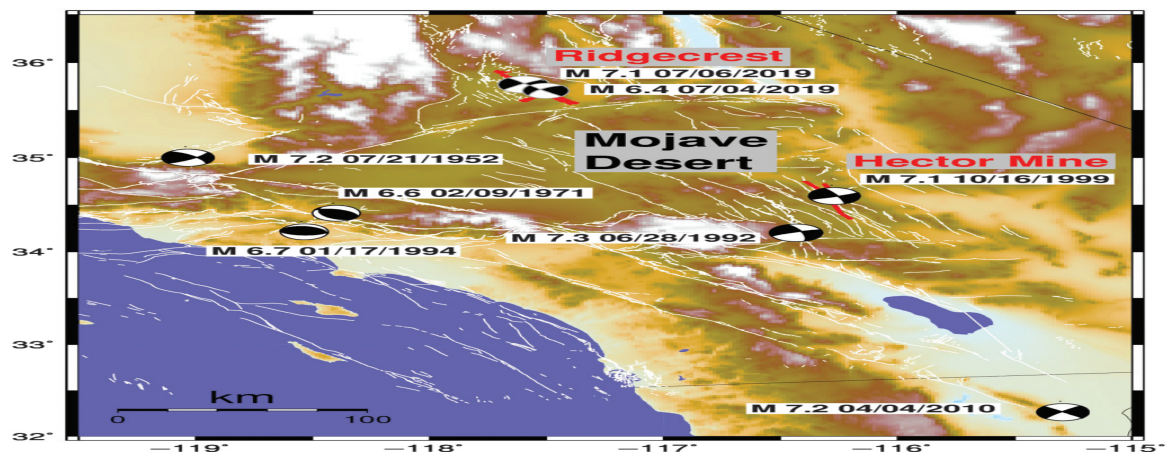 36°
35°
34°
33°
32°
Ridgecrest
M 7.1 07/06/2019
M 6.4 07/04/2019
Mojave
Desert
M 7.2 07/21/1952
Hector Mine
M 7.1 10/16/1999
M 6.6 02/09/1971
M 7.3 06/28/1992
M 6.7 01/17/1994
km
0 100
M 7.2 04/04/2010
−119° −118° −117° −116° −115°